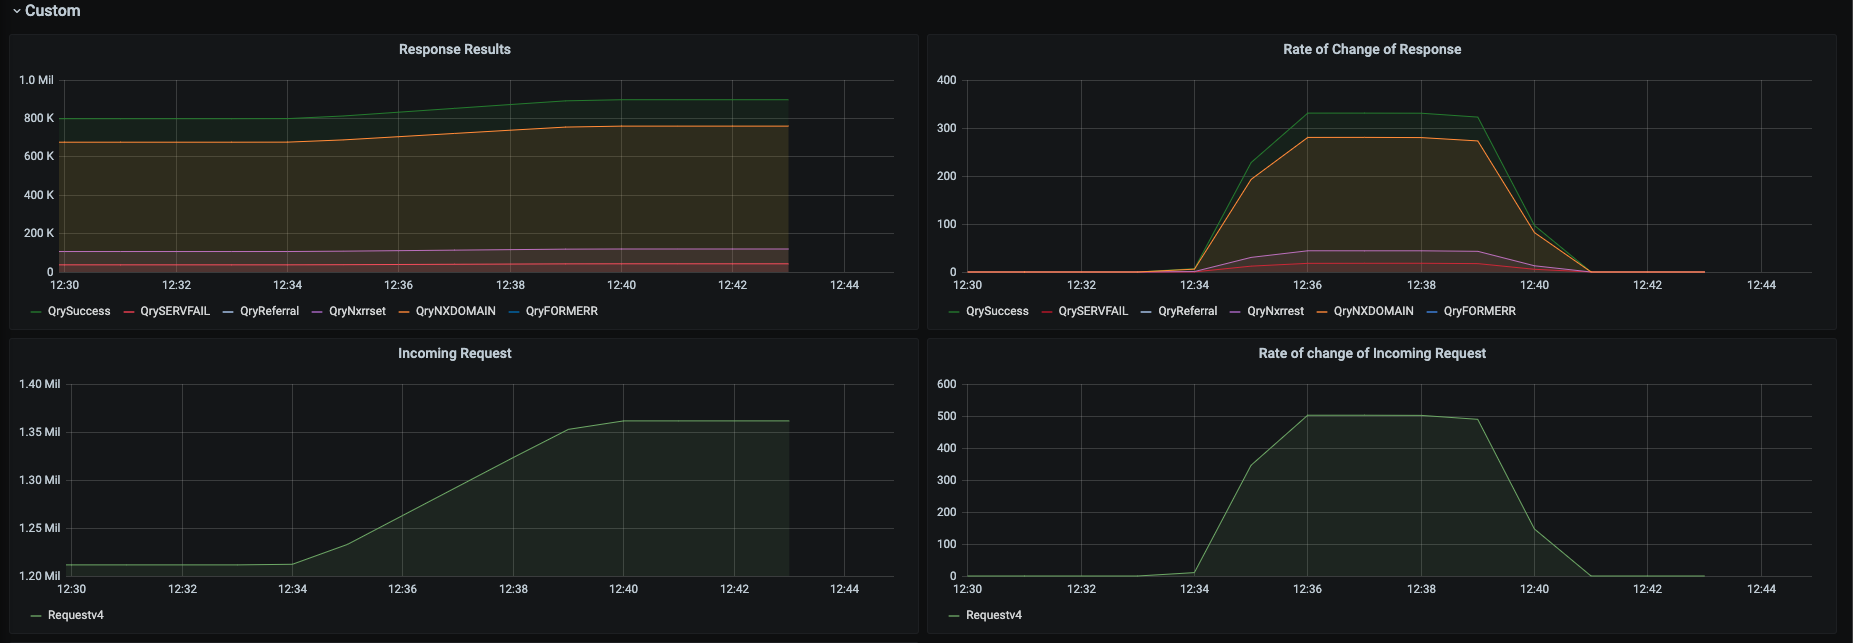 Custom
Response Results
1.0 Mil
800 K
600 K
400 K
200 K
0
12:30 12:32 12:34 12:36 12:38 12:40 12:42 12:44
QrySuccess QrySERVFAIL QryReferral QryNxrrset QryNXDOMAIN QryFORMERR
Rate of Change of Response
400
300
200
100
0
12:30 12:32 12:34 12:36 12:38 12:40 12:42 12:44
QrySuccess QrySERVFAIL QryReferral QryNxrrest QryNXDOMAIN QryFORMERR
Incoming Request
1.40 Mil
1.35 Mil
1.30 Mil
1.25 Mil
1.20 Mil
12:30 12:32 12:34 12:36 12:38 12:40 12:42 12:44
Requestv4
Rate of change of Incoming Request
600
500
400
300
200
100
0
12:30 12:32 12:34 12:36 12:38 12:40 12:42 12:44
Requestv4